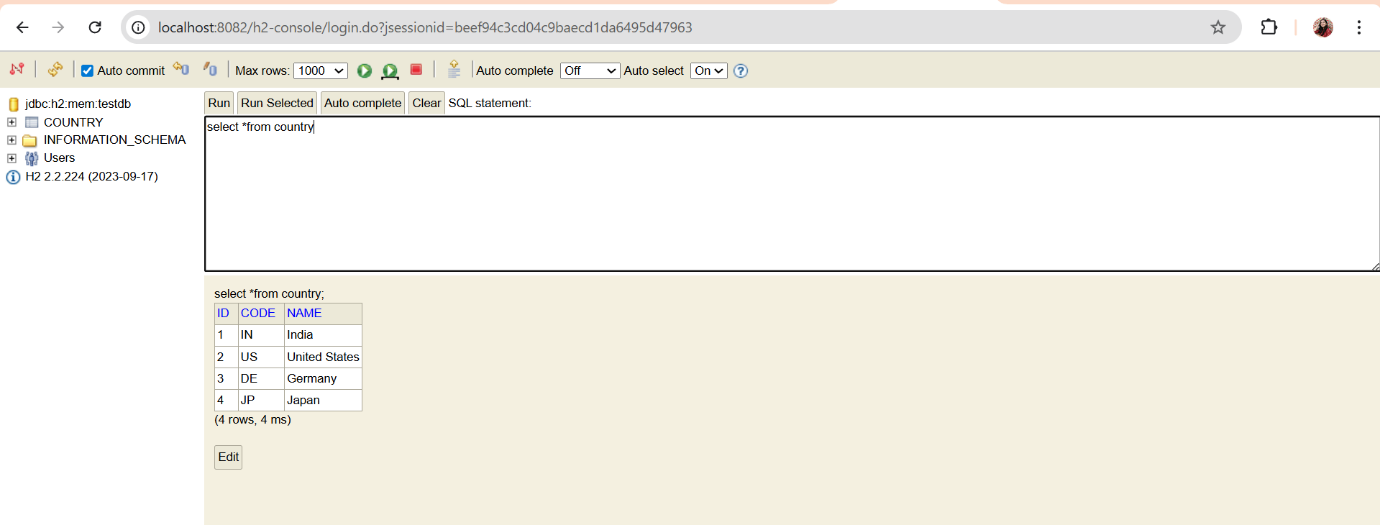 localhost:8082/h2-console/login.do?jsessionid=beef94c3cd04c9baecd1da6495d47963
Auto commit Max rows: 1000 Auto complete Off Auto select On
jdbc:h2:mem:testdb
COUNTRY
INFORMATION_SCHEMA
Users
H2 2.2.224 (2023-09-17)
Run Run Selected Auto complete Clear SQL statement:
select *from country
select *from country;
ID CODE NAME
1 IN India
2 US United States
3 DE Germany
4 JP Japan
(4 rows, 4 ms)
Edit